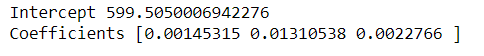 Intercept 599.5050006942276
Coefficients [0.00145315 0.01310538 0.0022766 ]